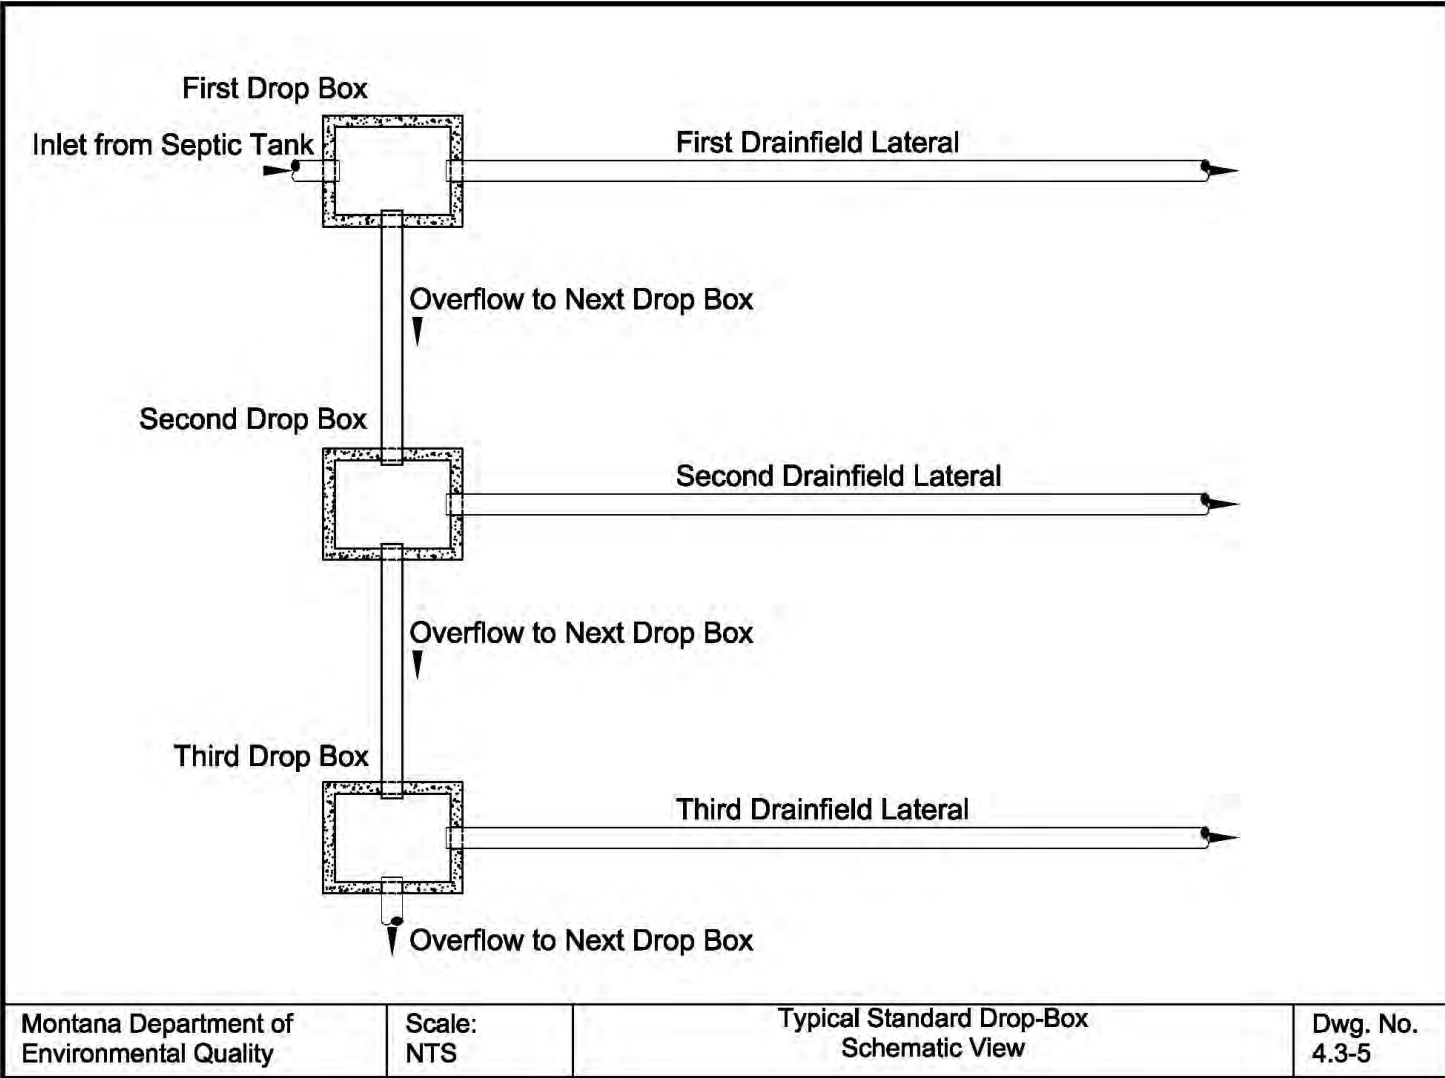 First Drop Box
Inlet from Septic Tank
First Drainfield Lateral
Overflow to Next Drop Box
Second Drop Box
Second Drainfield Lateral
Overflow to Next Drop Box
Third Drop Box
Third Drainfield Lateral
Overflow to Next Drop Box
Montana Department of
Environmental Quality
Scale:
NTS
Typical Standard Drop-Box
Schematic View
Dwg. No.
4.3-5